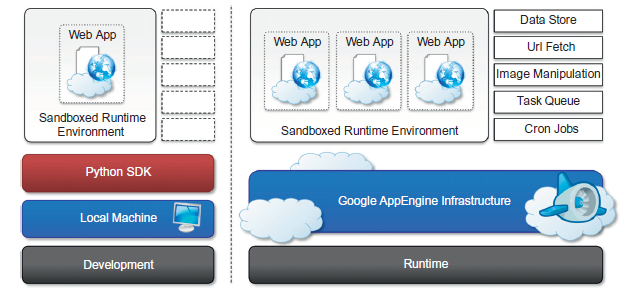 Web App
Sandboxed Runtime
Environment
Python SDK
Local Machine
Development
Web App
Web App
Web App
Sandboxed Runtime Environment
Data Store
Url Fetch
Image Manipulation
Task Queue
Cron Jobs
Google AppEngine Infrastructure
Runtime